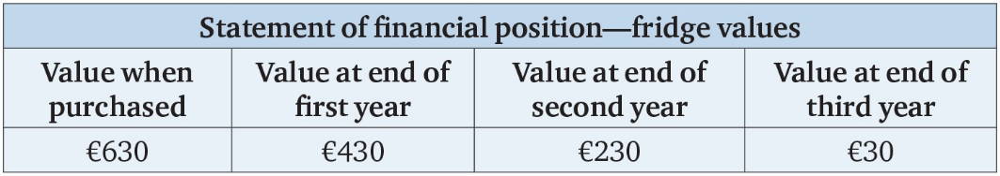 Statement of financial position—fridge values
Value when purchased
Value at end of first year
Value at end of second year
Value at end of third year
€630
€430
€230
€30